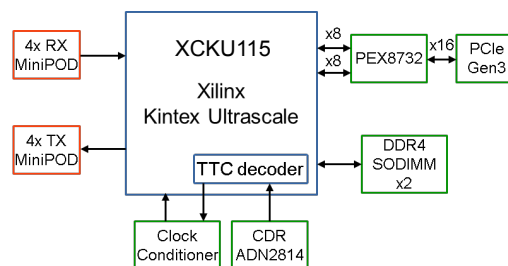 4x RX
MiniPOD
4x TX
MiniPOD
XCKU115
Xilinx
Kintex Ultrascale
TTC decoder
x8
x8
PEX8732
x16
PCIe
Gen3
DDR4
SODIMM
x2
Clock
Conditioner
CDR
ADN2814